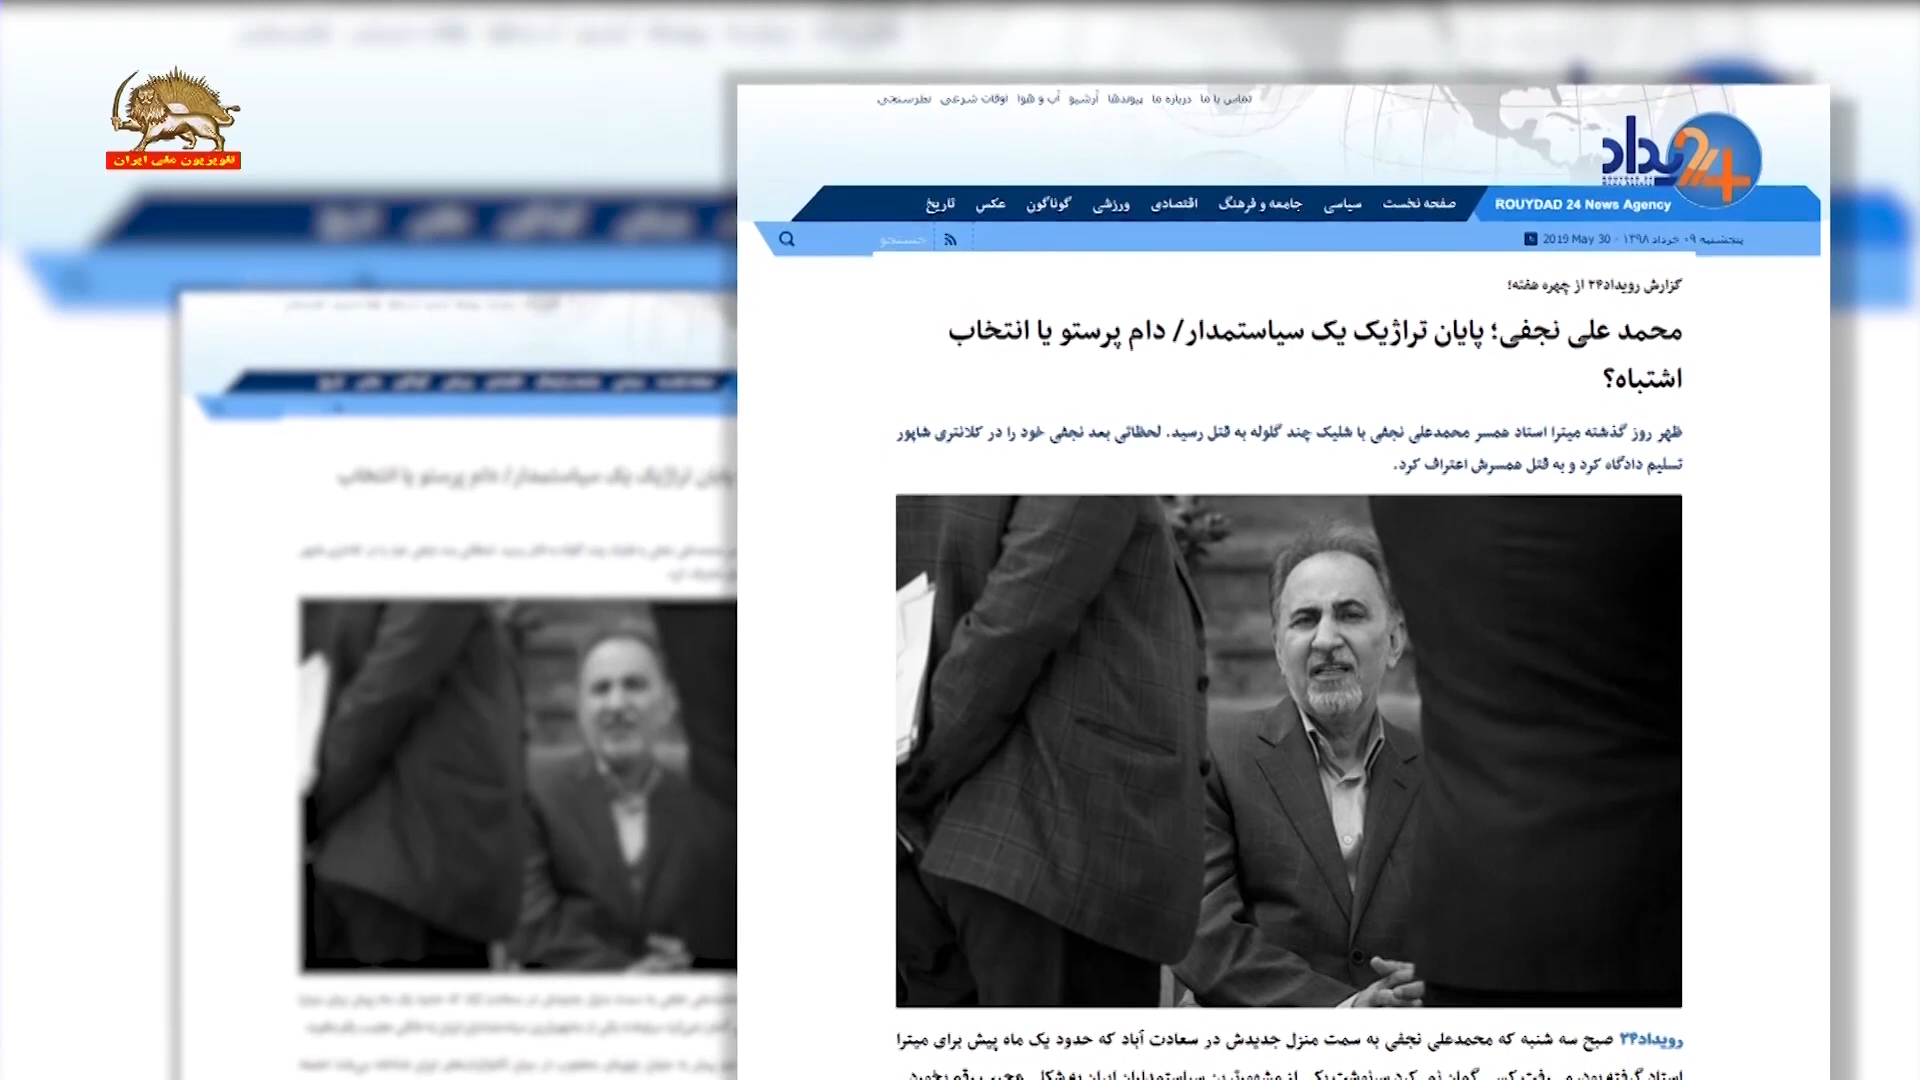 تلویزیون ملی ایران
تماس با ما درباره ما پیوندها آرشیو آب و هوا اوقات شرعی نظرسنجی
رویداد 24
صفحه نخست سیاسی جامعه و فرهنگ اقتصادی ورزشی گوناگون عکس تاریخ
ROUYDAD 24 News Agency
پنجشنبه ۰۹ خرداد ۱۳۹۸ - 2019 May 30
جستجو
گزارش رویداد۲۴ از چهره هفته؛
محمد علی نجفی؛ پایان تراژیک یک سیاستمدار/ دام پرستو یا انتخاب
اشتباه؟
ظهر روز گذشته میترا استاد همسر محمدعلی نجفی با شلیک چند گلوله به قتل رسید. لحظاتی بعد نجفی خود را در کلانتری شاپور
تسلیم دادگاه کرد و به قتل همسرش اعتراف کرد.
رویداد۲۴ صبح سه شنبه که محمدعلی نجفی به سمت منزل جدیدش در سعادت آباد که حدود یک ماه پیش برای میترا